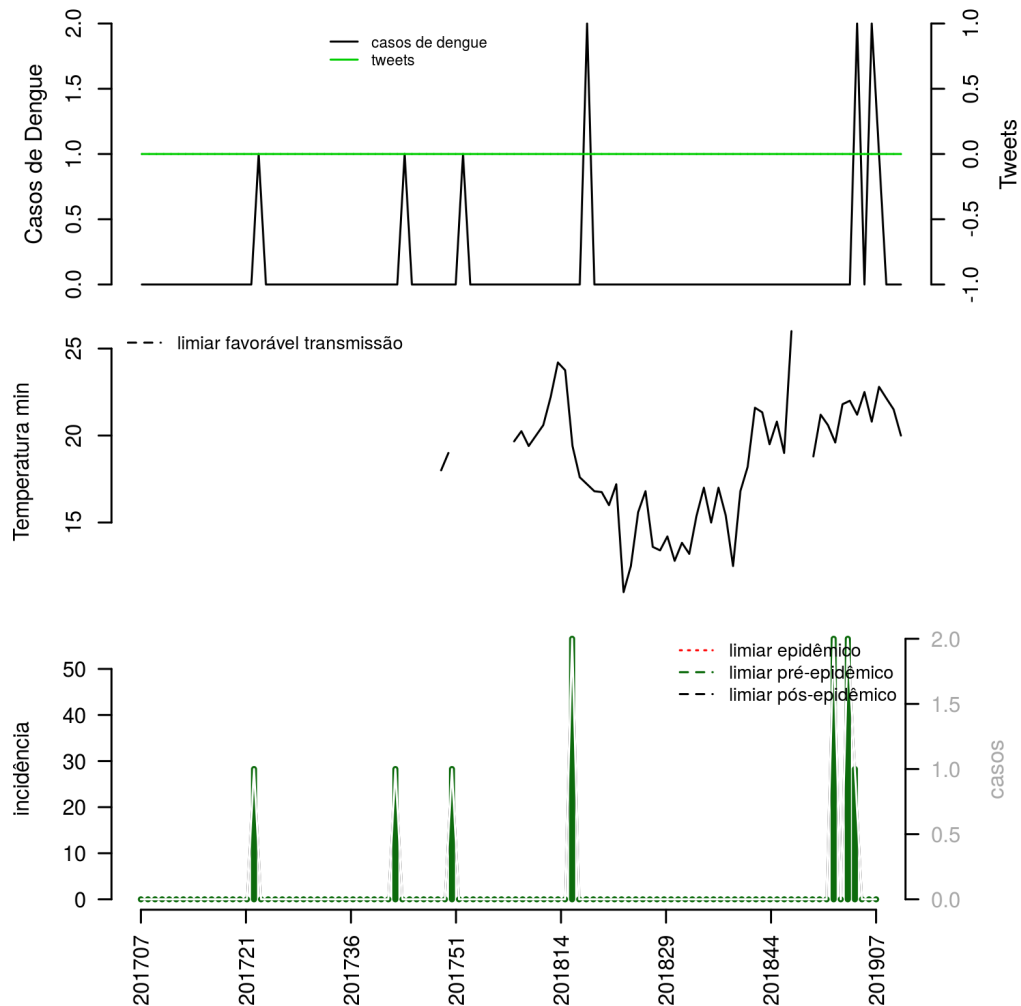 casos de dengue
tweets
Casos de Dengue
0.0
0.5
1.0
1.5
2.0
Tweets
-1.0
-0.5
0.0
0.5
1.0
limiar favorável transmissão
Temperatura min
15
20
25
limiar epidêmico
limiar pré-epidêmico
limiar pós-epidêmico
incidência
0
10
20
30
40
50
casos
0.0
0.5
1.0
1.5
2.0
201707
201721
201736
201751
201814
201829
201844
201907